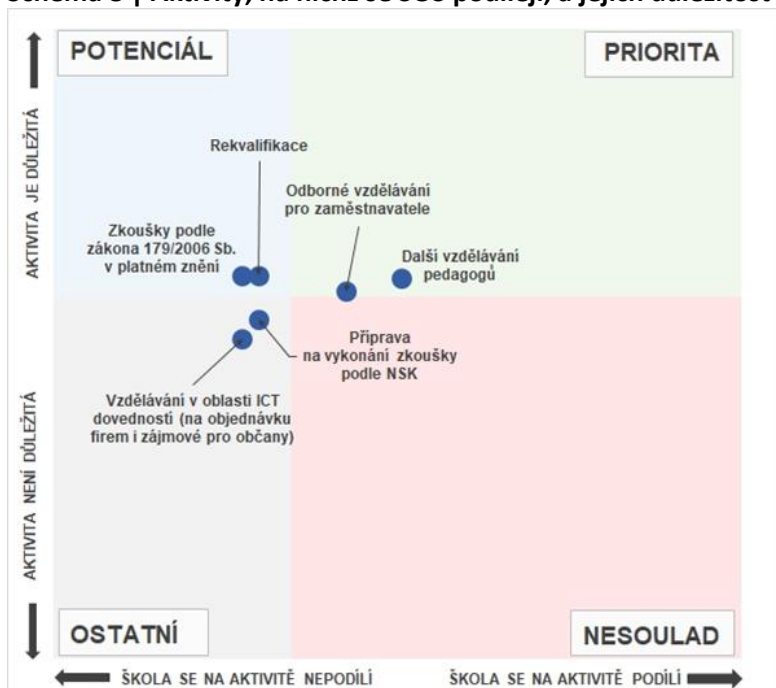 POTENCIÁL
PRIORITA
Rekvalifikace
Odborné vzdělávání
pro zaměstnavatele
Zkoušky podle
zákona 179/2006 Sb.
v platném znění
Další vzdělávání
pedagogů
Příprava
na vykonání zkoušky
podle NSK
Vzdělávání v oblasti ICT
dovedností (na objednávku
firem i zájmové pro občany)
AKTIVITA JE DŮLEŽITÁ
AKTIVITA NENÍ DŮLEŽITÁ
OSTATNÍ
NESOULAD
ŠKOLA SE NA AKTIVITĚ NEPODÍLÍ
ŠKOLA SE NA AKTIVITĚ PODÍLÍ